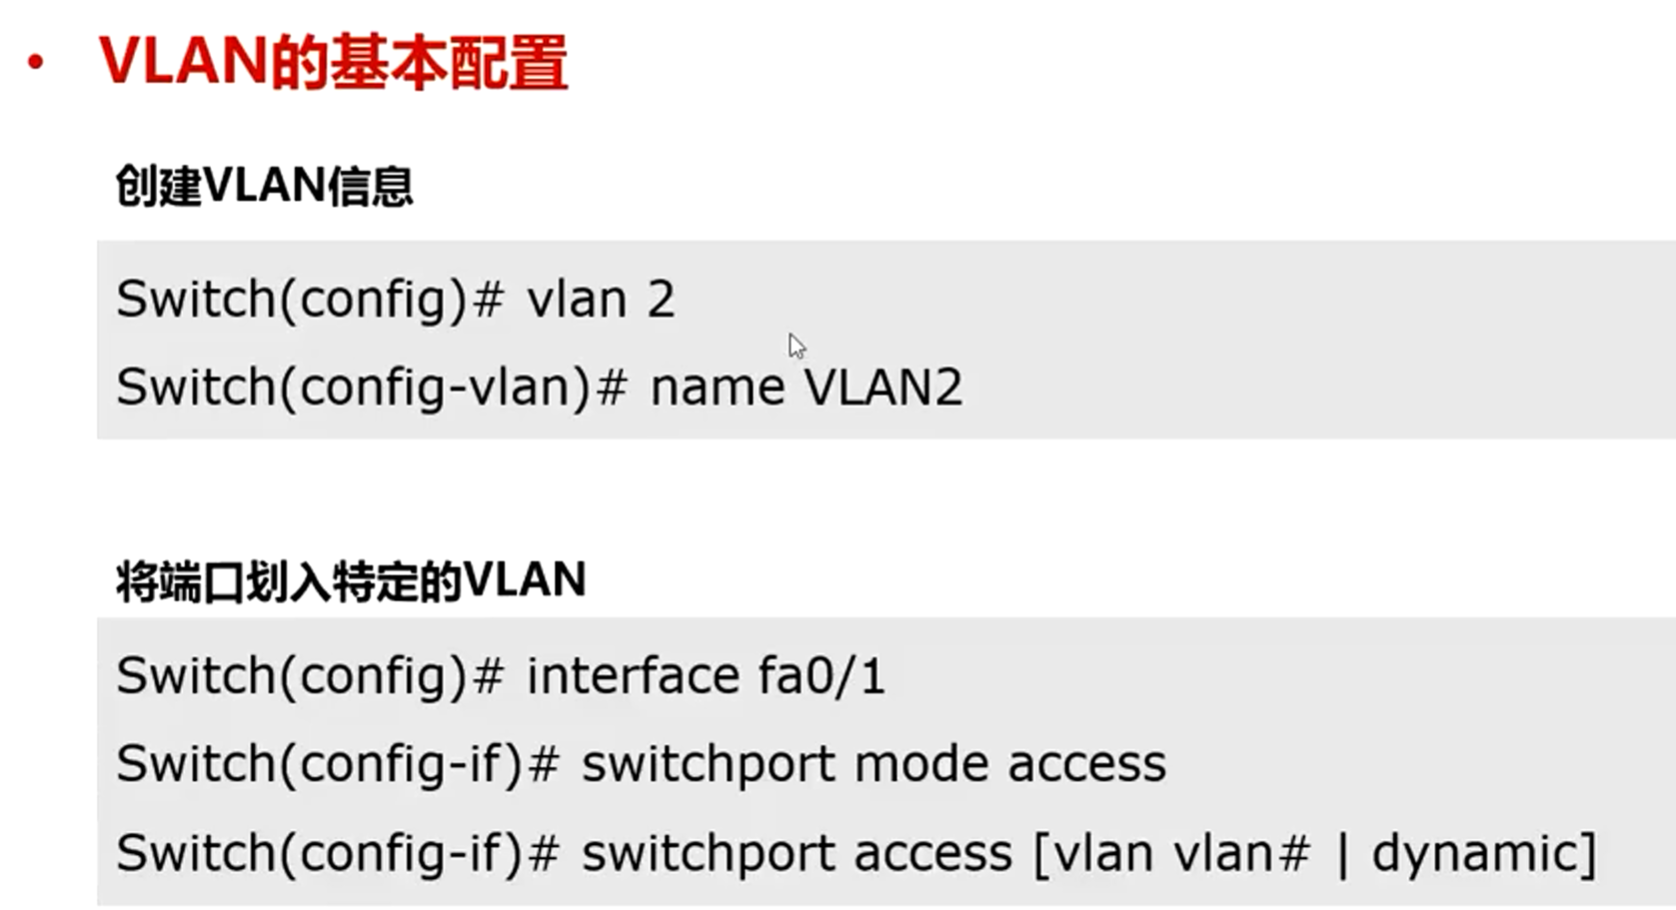 • VLAN的基本配置
创建VLAN信息
Switch(config)# vlan 2
Switch(config-vlan)# name VLAN2
将端口划入特定的VLAN
Switch(config)# interface fa0/1
Switch(config-if)# switchport mode access
Switch(config-if)# switchport access [vlan vlan# | dynamic]